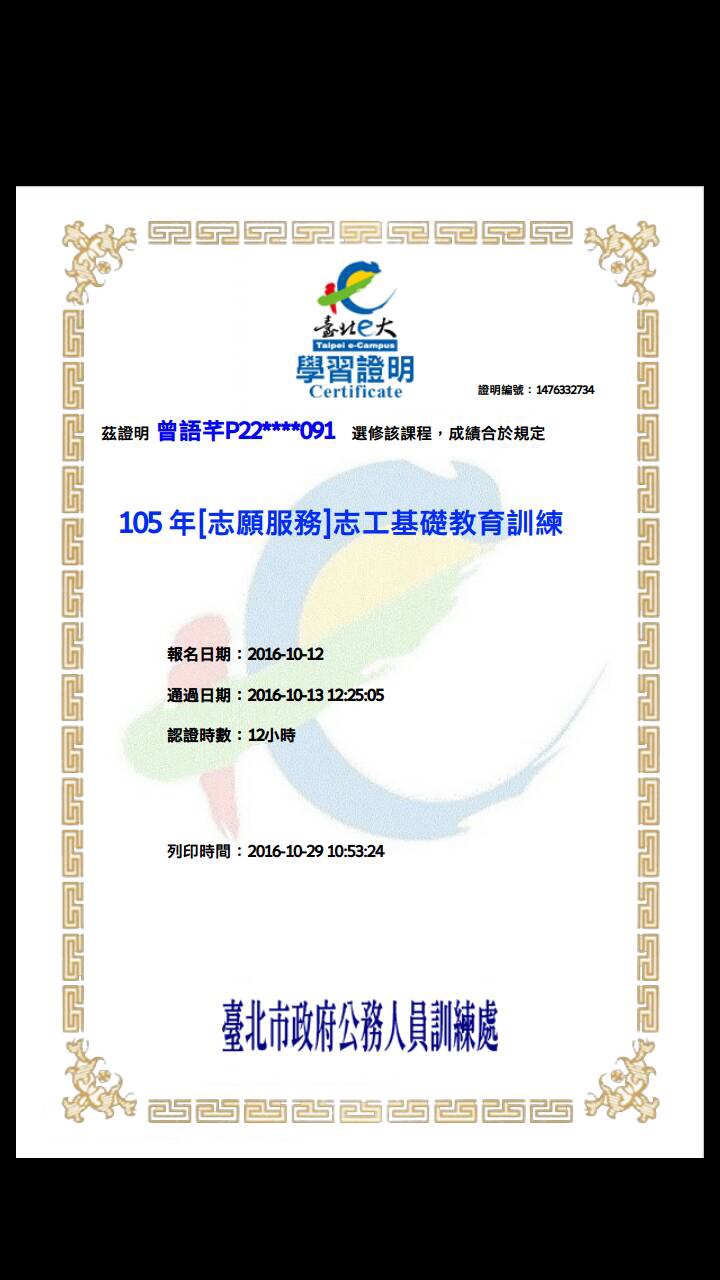 臺北e大
Taipei e-Campus
學習證明
Certificate
證明編號：1476332734
茲證明 曾語芊P22****091 選修該課程，成績合於規定
105 年[志願服務]志工基礎教育訓練
報名日期：2016-10-12
通過日期：2016-10-13 12:25:05
認證時數：12小時
列印時間：2016-10-29 10:53:24
臺北市政府公務人員訓練處